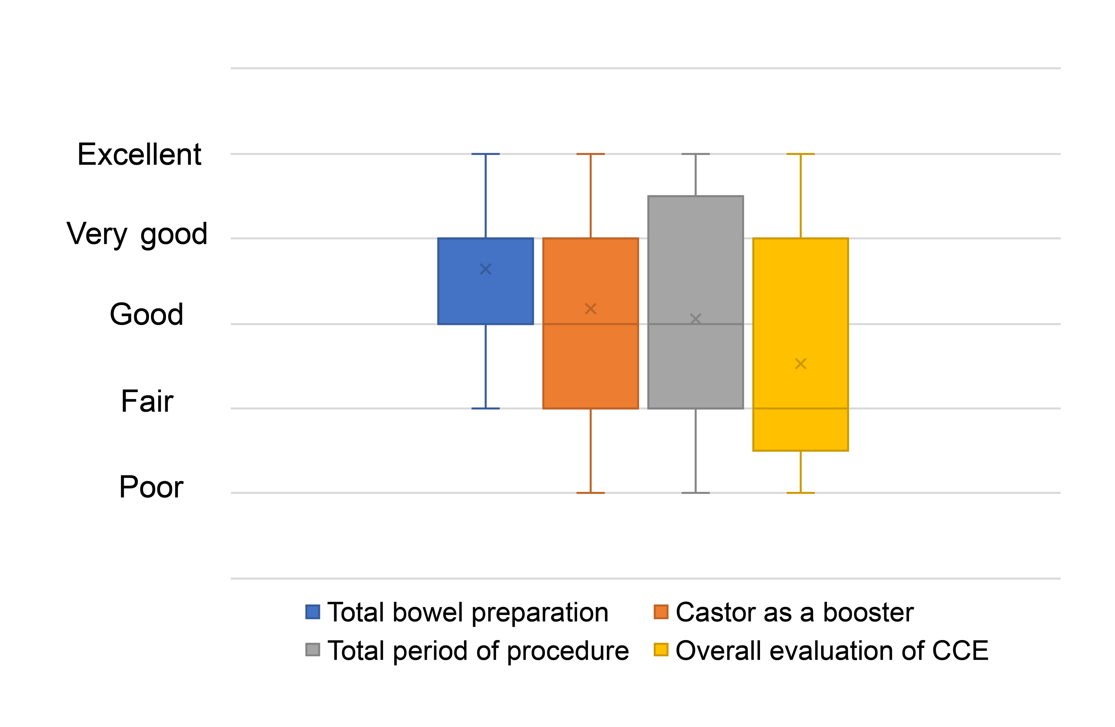 Excellent
Very good
Good
Fair
Poor
Total bowel preparation
Castor as a booster
Total period of procedure
Overall evaluation of CCE